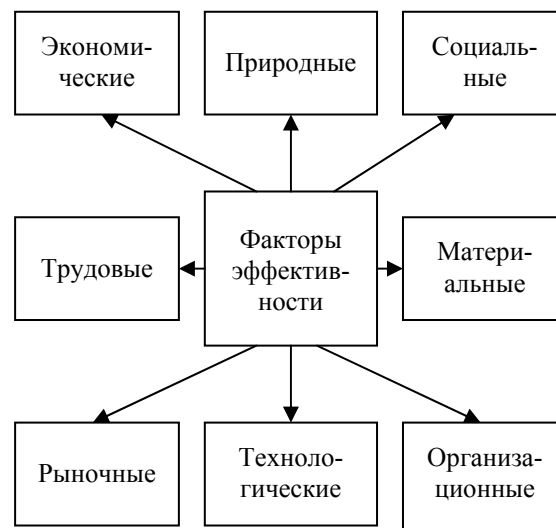 Экономи-
ческие
Природные
Социаль-
ные
Трудовые
Факторы
эффектив-
ности
Матери-
альные
Рыночные
Техноло-
гические
Организа-
ционные